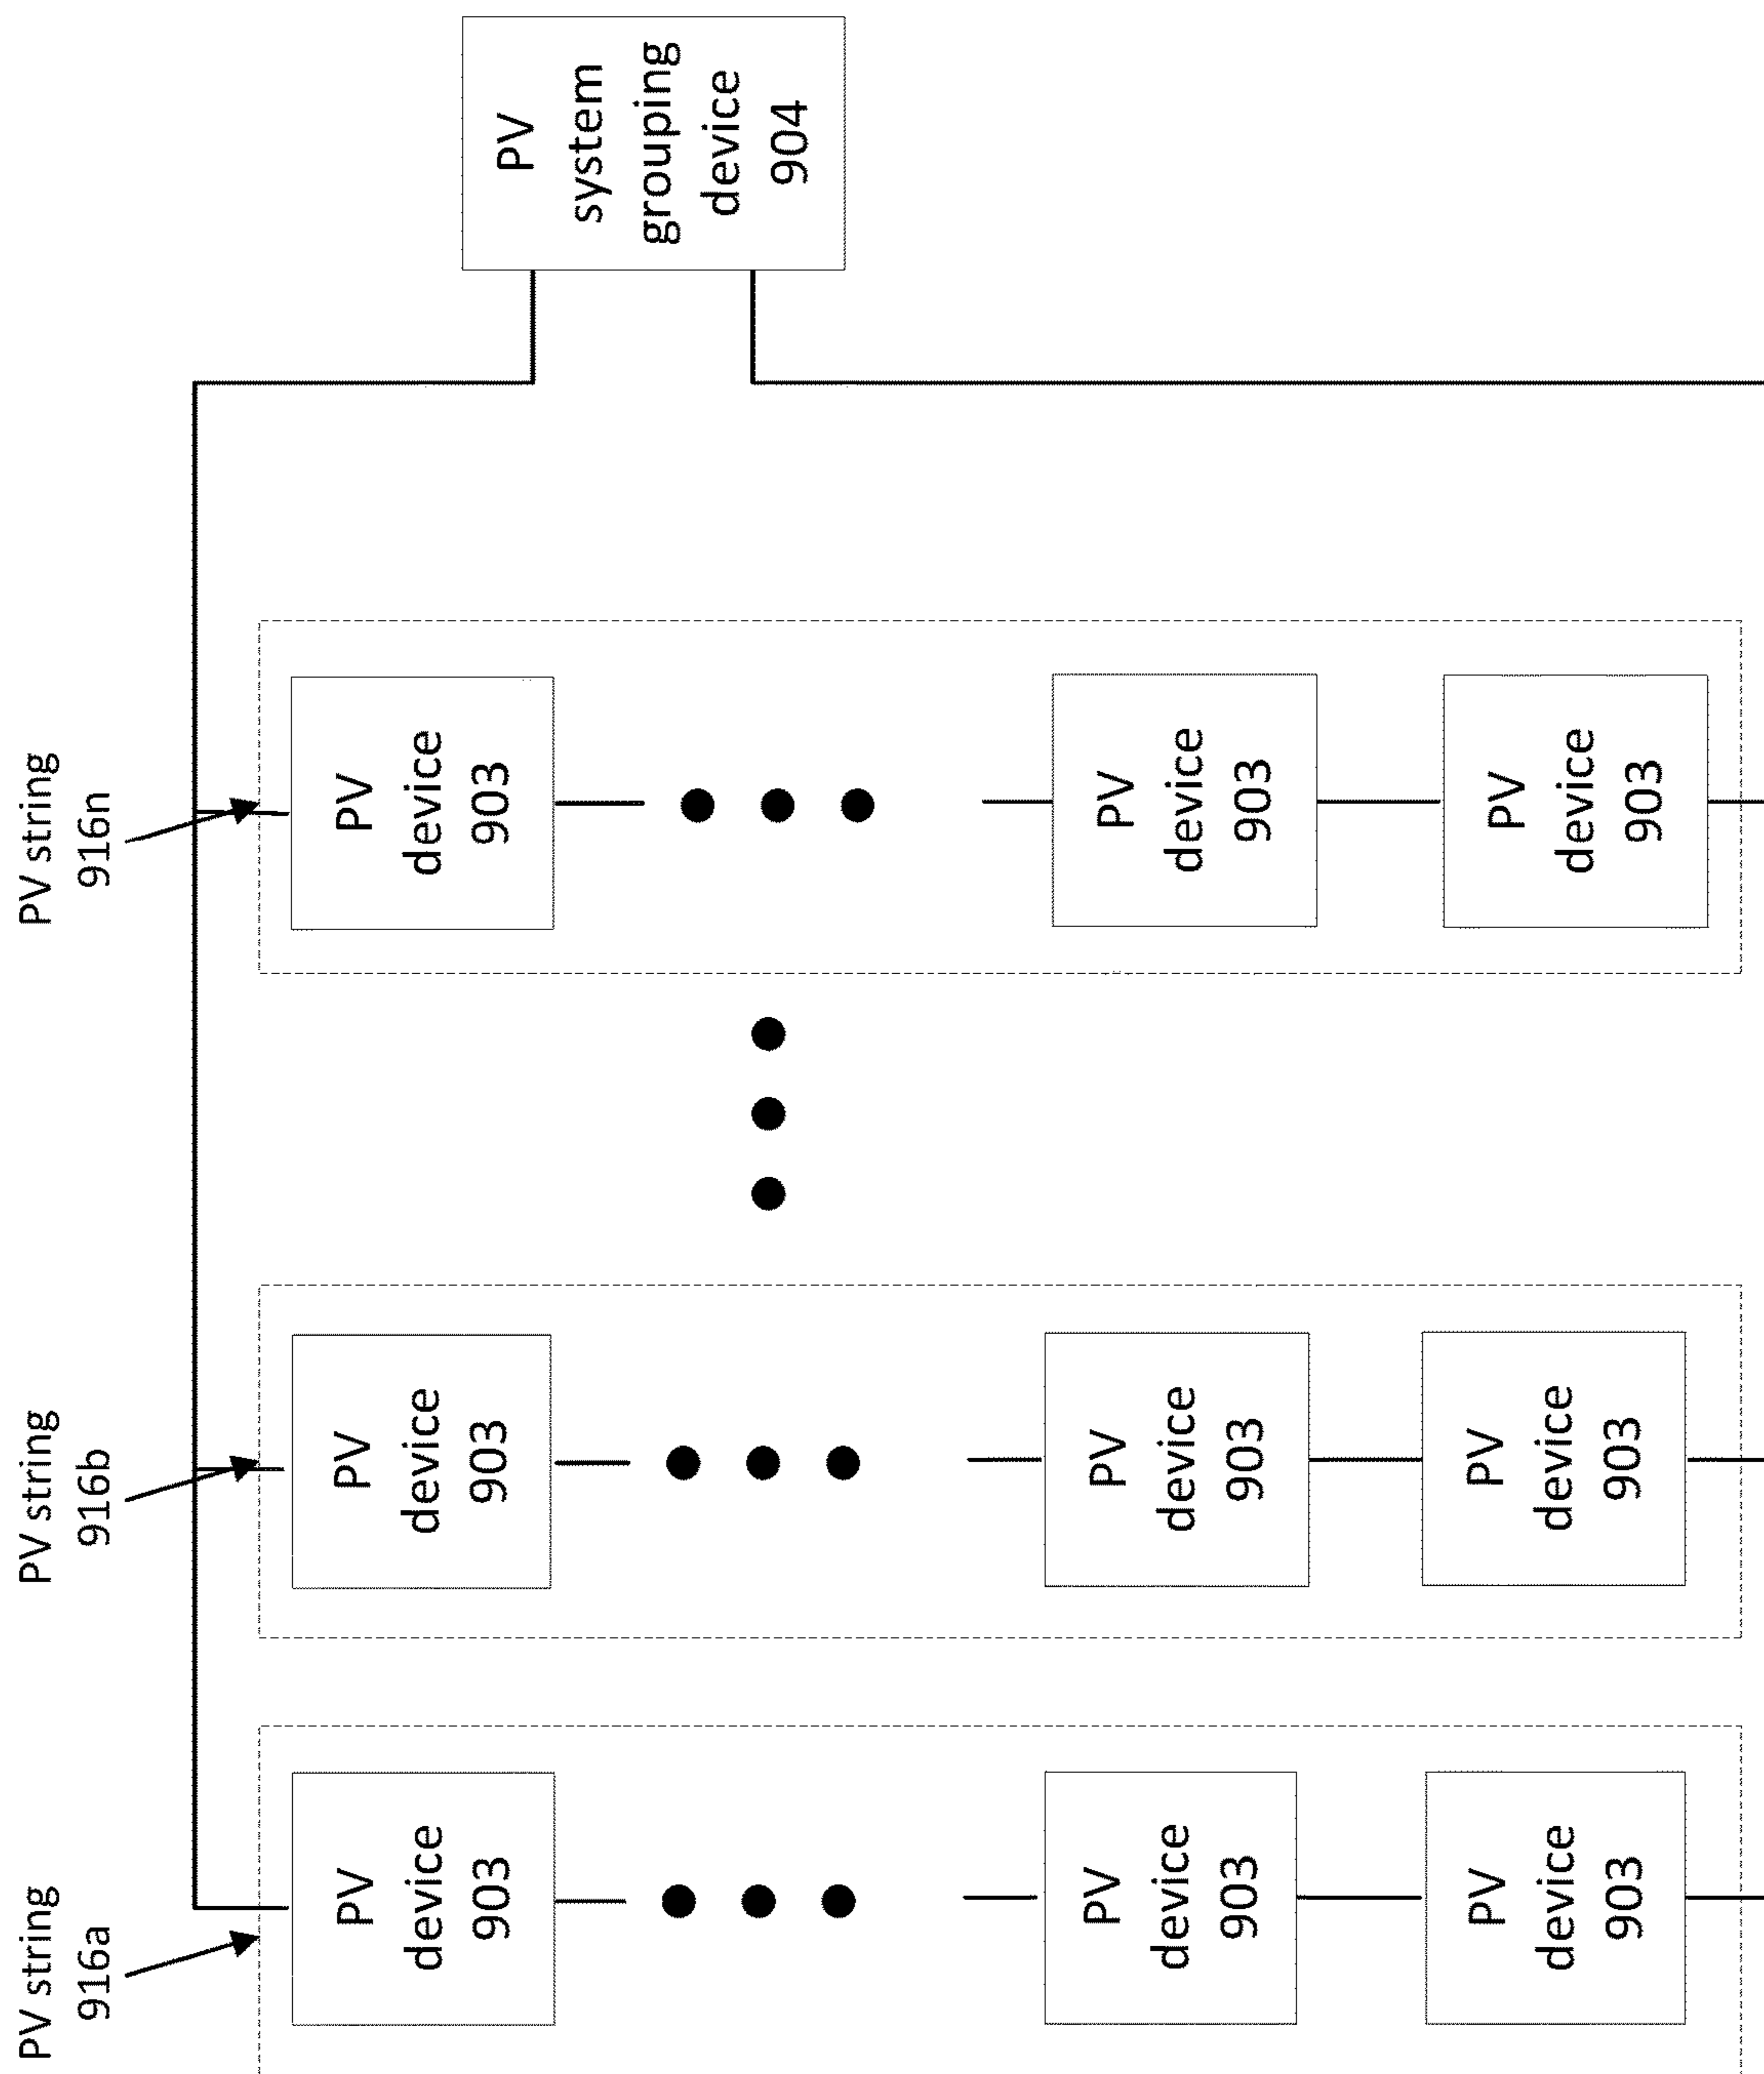 PV string
916a
PV string
916b
PV string
916n
PV
device
903
PV
device
903
PV
device
903
PV
system
grouping
device
904
PV
device
903
PV
device
903
PV
device
903
PV
device
903
PV
device
903
PV
device
903